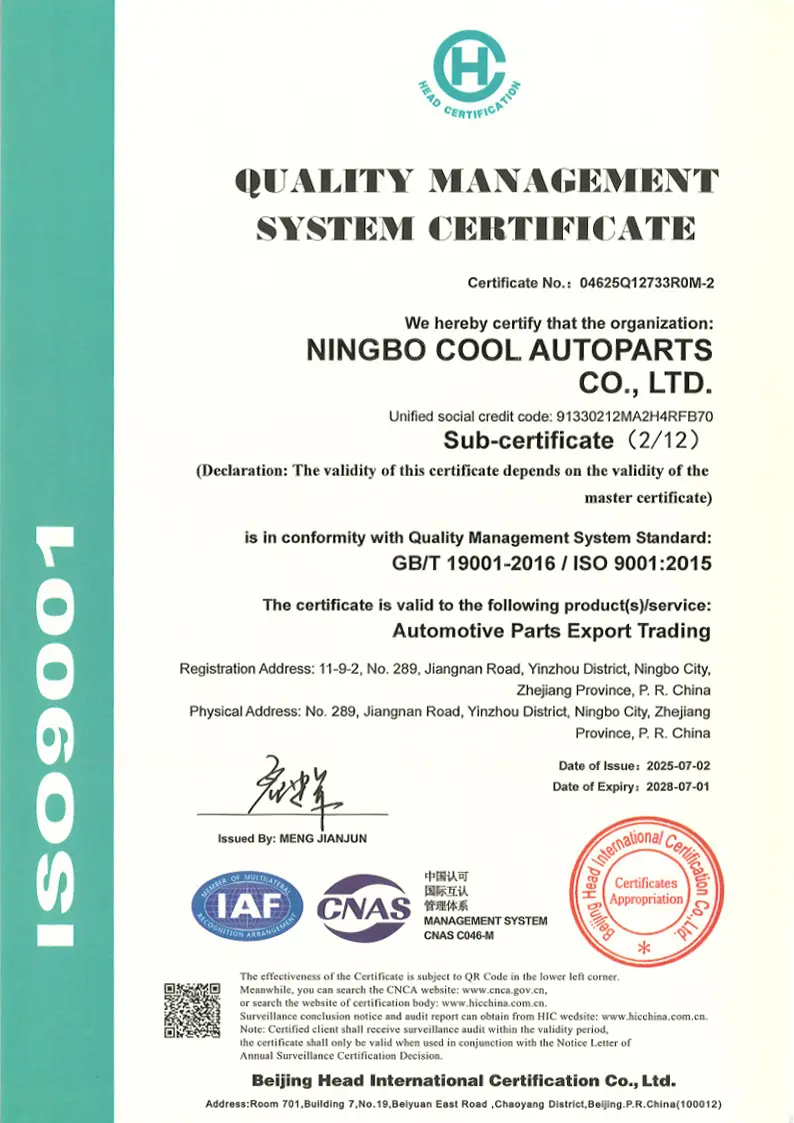 HEAD CERTIFICATION
QUALITY MANAGEMENT
SYSTEM CERTIFICATE
Certificate No.: 04625Q12733R0M-2
We hereby certify that the organization:
NINGBO COOL AUTOPARTS
CO., LTD.
Unified social credit code: 91330212MA2H4RFB70
Sub-certificate（2/12）
(Declaration: The validity of this certificate depends on the validity of the
master certificate)
is in conformity with Quality Management System Standard:
GB/T 19001-2016 / ISO 9001:2015
The certificate is valid to the following product(s)/service:
Automotive Parts Export Trading
Registration Address: 11-9-2, No. 289, Jiangnan Road, Yinzhou District, Ningbo City,
Zhejiang Province, P. R. China
Physical Address: No. 289, Jiangnan Road, Yinzhou District, Ningbo City, Zhejiang
Province, P. R. China
Date of Issue: 2025-07-02
Date of Expiry: 2028-07-01
Issued By: MENG JIANJUN
ISO9001
MEMBER OF MULTILATERAL
IAF
RECOGNITION ARRANGEMENT
CNAS
中国认可
国际互认
管理体系
MANAGEMENT SYSTEM
CNAS C046-M
Beijing Head International Certification Co.,Ltd.
Certificates
Appropriation
The effectiveness of the Certificate is subject to QR Code in the lower left corner.
Meanwhile, you can search the CNCA website: www.cnca.gov.cn,
or search the website of certification body: www.hicchina.com.cn.
Surveillance conclusion notice and audit report can obtain from HIC wedsite: www.hicchina.com.cn.
Note: Certified client shall receive surveillance audit within the validity period,
the certificate shall only be valid when used in conjunction with the Notice Letter of
Annual Surveillance Certification Decision.
Beijing Head International Certification Co., Ltd.
Address:Room 701,Building 7,No.19,Beiyuan East Road ,Chaoyang District,Beijing.P.R.China(100012)